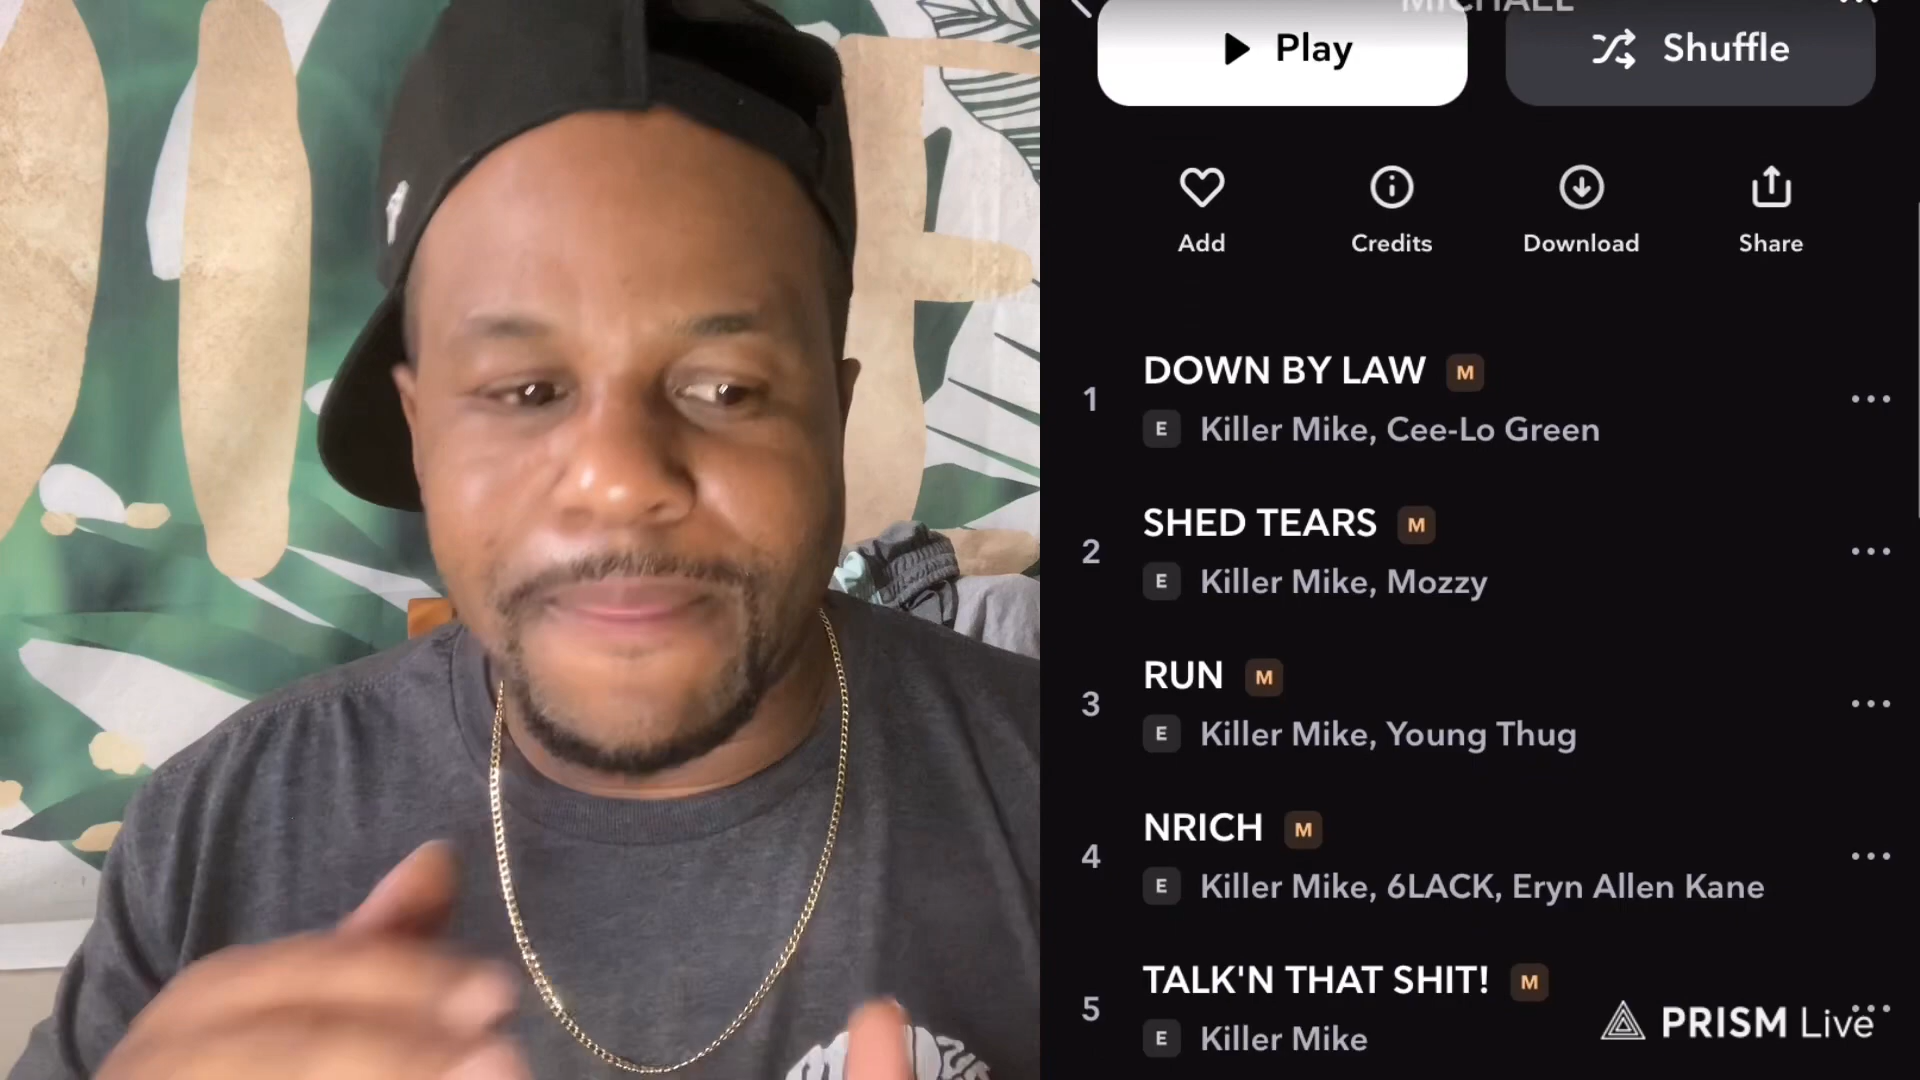 MICHAEL
Play
Shuffle
Add
Credits
Download
Share
1
DOWN BY LAW M
E Killer Mike, Cee-Lo Green
2
SHED TEARS M
E Killer Mike, Mozzy
3
RUN M
E Killer Mike, Young Thug
4
NRICH M
E Killer Mike, 6LACK, Eryn Allen Kane
5
TALK'N THAT SHIT! M
E Killer Mike
PRISM Live